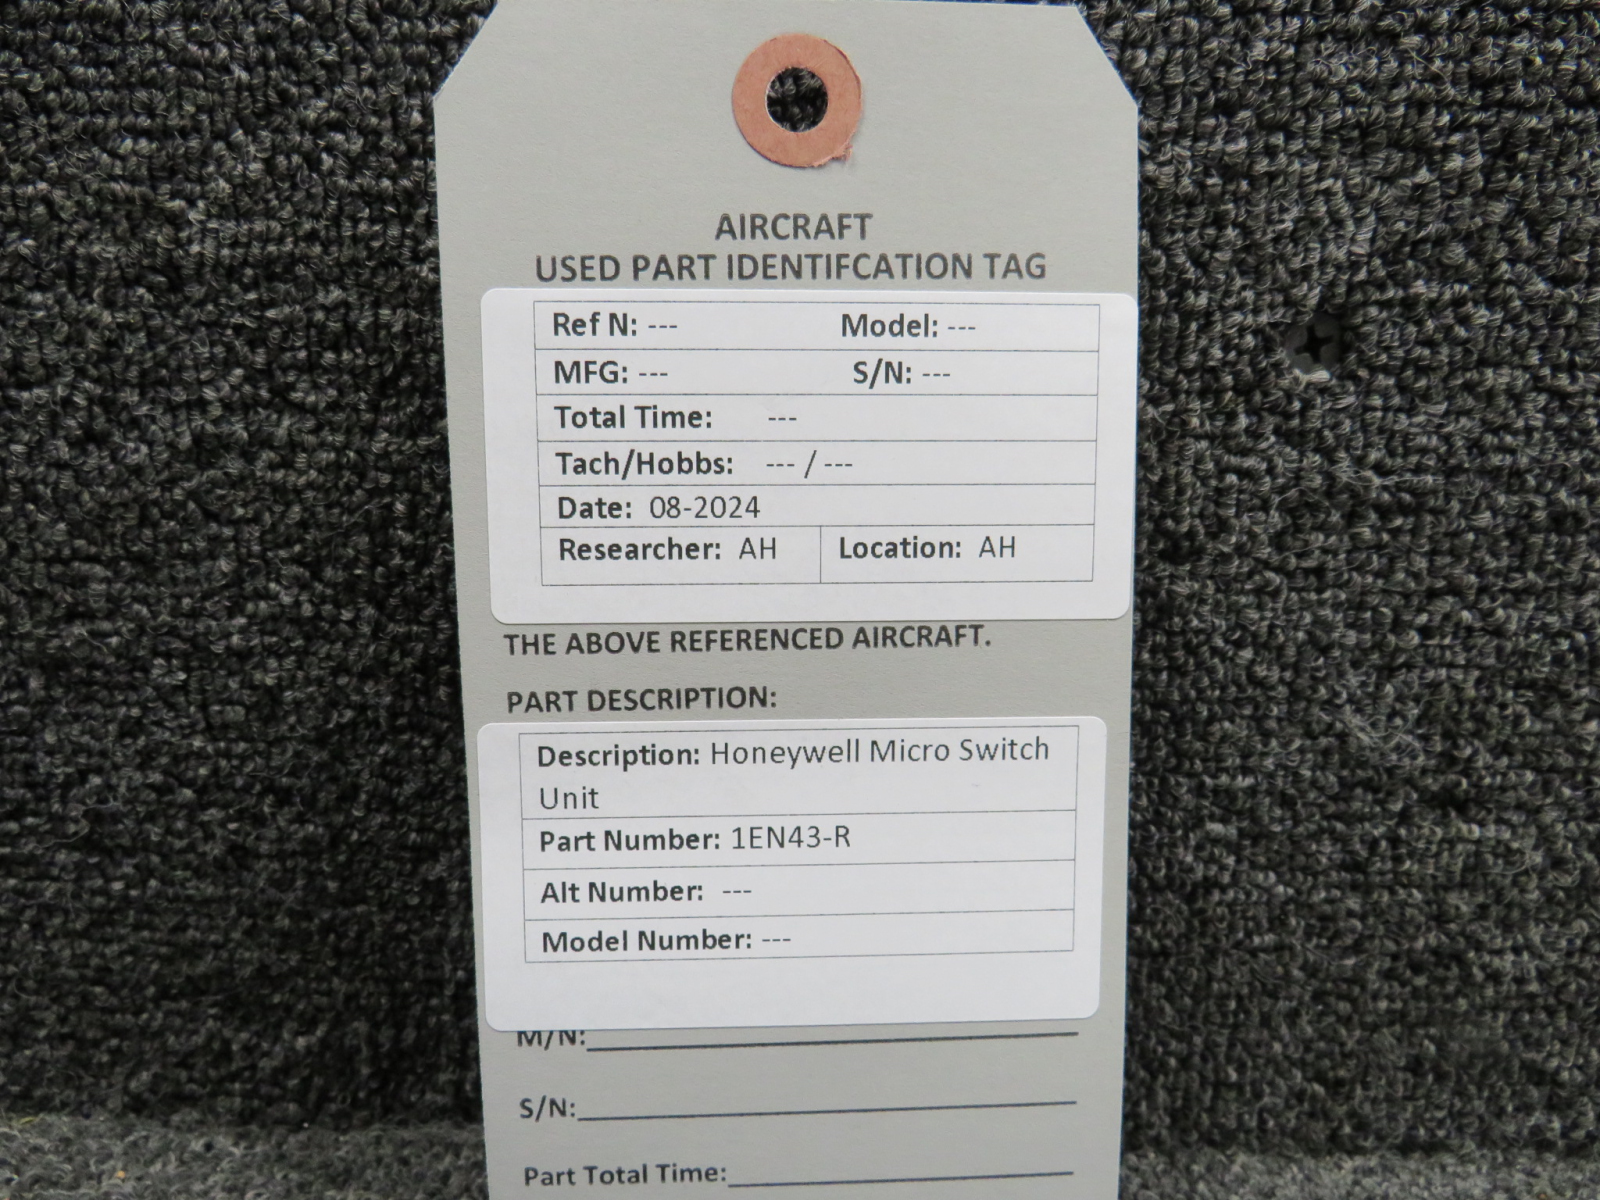 AIRCRAFT
USED PART IDENTIFCATION TAG
Ref N: --- Model: ---
MFG: --- S/N: ---
Total Time: ---
Tach/Hobbs: --- / ---
Date: 08-2024
Researcher: AH Location: AH
THE ABOVE REFERENCED AIRCRAFT.
PART DESCRIPTION:
Description: Honeywell Micro Switch
Unit
Part Number: 1EN43-R
Alt Number: ---
Model Number: ---
M/N:
S/N:
Part Total Time: